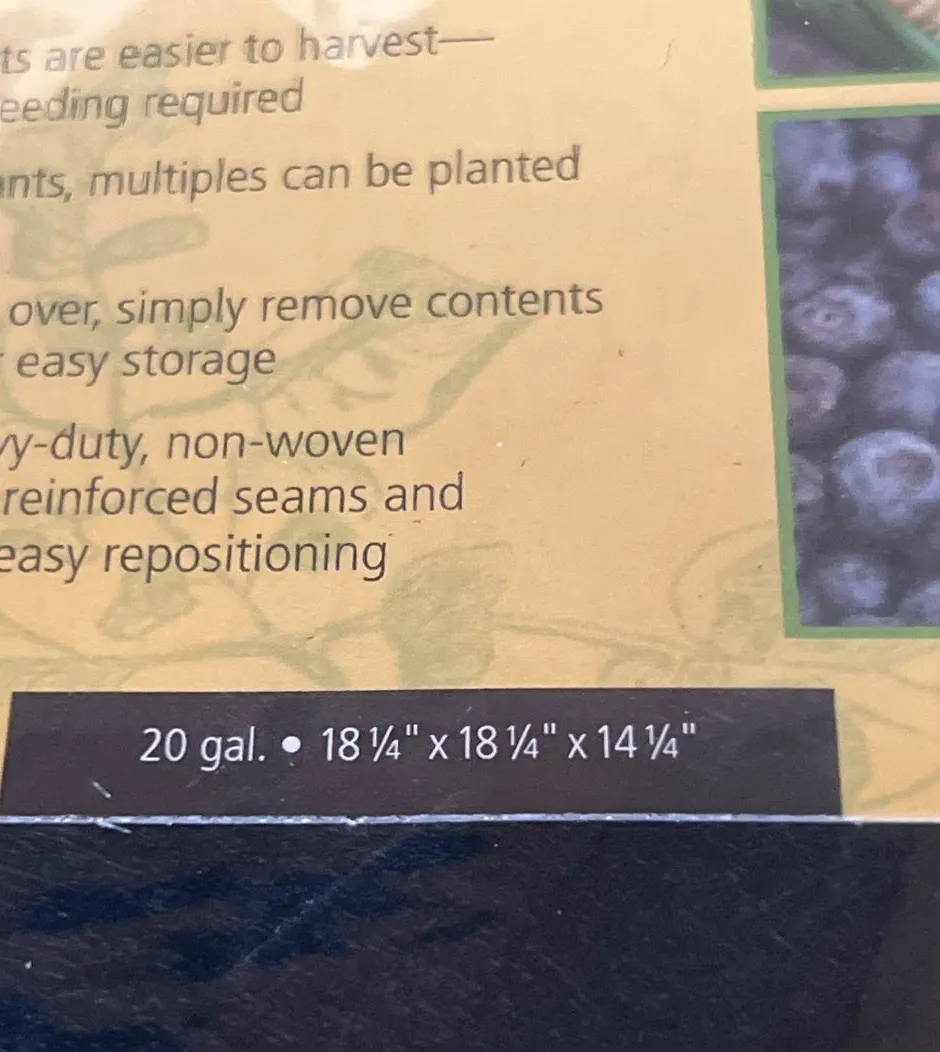 ts are easier to harvest—
eeding required
nts, multiples can be planted
over, simply remove contents
easy storage
y-duty, non-woven
reinforced seams and
easy repositioning
20 gal. • 18 ¼" x 18 ¼" x 14 ¼"